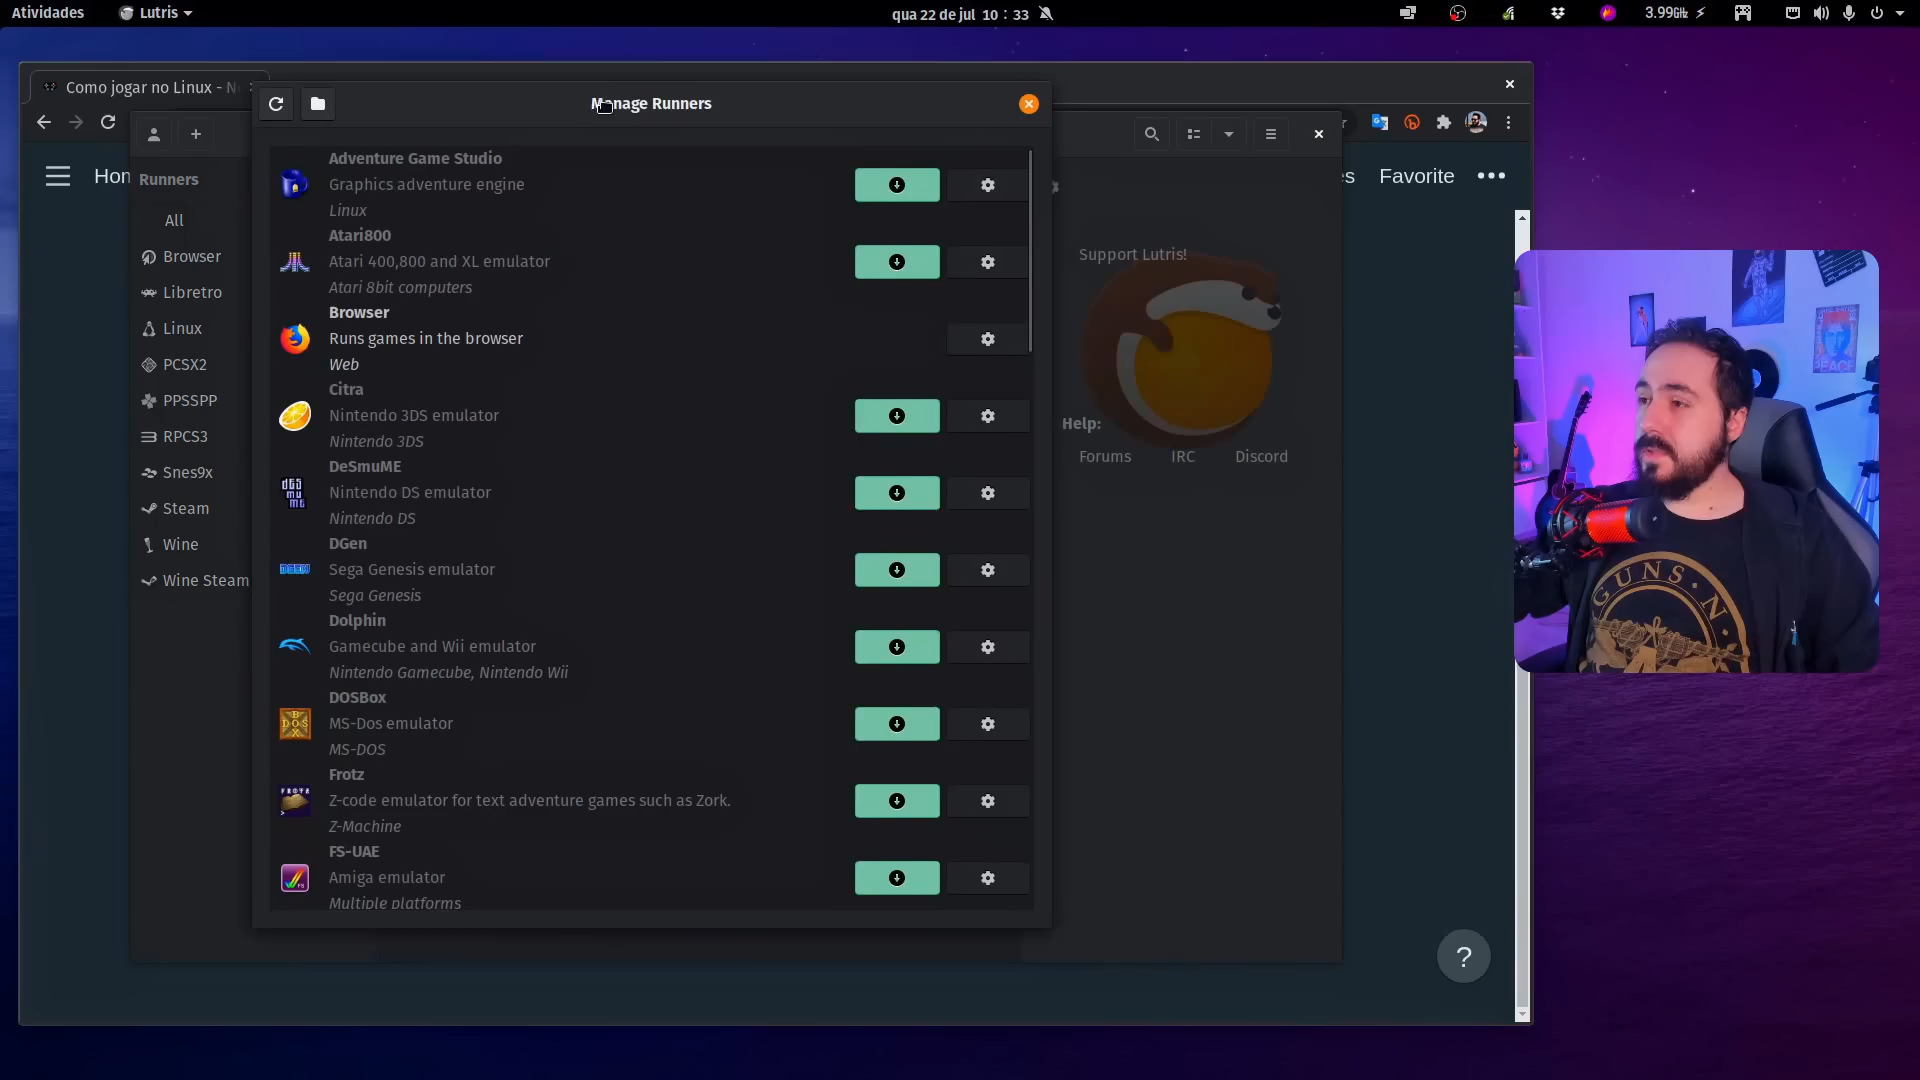 Atividades
Lutris
qua 22 de jul 10 : 33
3.99GHz
Como jogar no Linux - N
Manage Runners
Hom
Favorite
Runners
All
Browser
Libretro
Linux
PCSX2
PPSSPP
RPCS3
Snes9x
Steam
Wine
Wine Steam
Adventure Game Studio
Graphics adventure engine
Linux
Atari800
Atari 400,800 and XL emulator
Atari 8bit computers
Browser
Runs games in the browser
Web
Citra
Nintendo 3DS emulator
Nintendo 3DS
DeSmuME
Nintendo DS emulator
Nintendo DS
DGen
Sega Genesis emulator
Sega Genesis
Dolphin
Gamecube and Wii emulator
Nintendo Gamecube, Nintendo Wii
DOSBox
MS-Dos emulator
MS-DOS
Frotz
Z-code emulator for text adventure games such as Zork.
Z-Machine
FS-UAE
Amiga emulator
Multiple platforms
Support Lutris!
Help:
Forums
IRC
Discord
PEACE
GUNS N
?